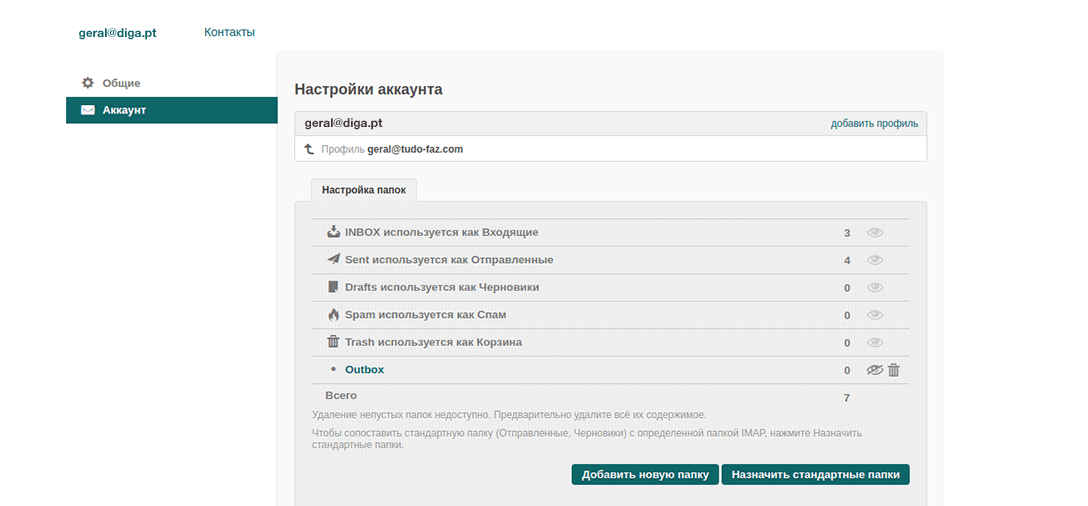 geral@diga.pt
Контакты
Общие
Аккаунт
Настройки аккаунта
geral@diga.pt
добавить профиль
Профиль geral@tudo-faz.com
Настройка папок
INBOX используется как Входящие 3
Sent используется как Отправленные 4
Drafts используется как Черновики 0
Spam используется как Спам 0
Trash используется как Корзина 0
Outbox 0
Всего 7
Удаление непустых папок недоступно. Предварительно удалите всё их содержимое.
Чтобы сопоставить стандартную папку (Отправленные, Черновики) с определенной папкой IMAP, нажмите Назначить
стандартные папки.
Добавить новую папку
Назначить стандартные папки